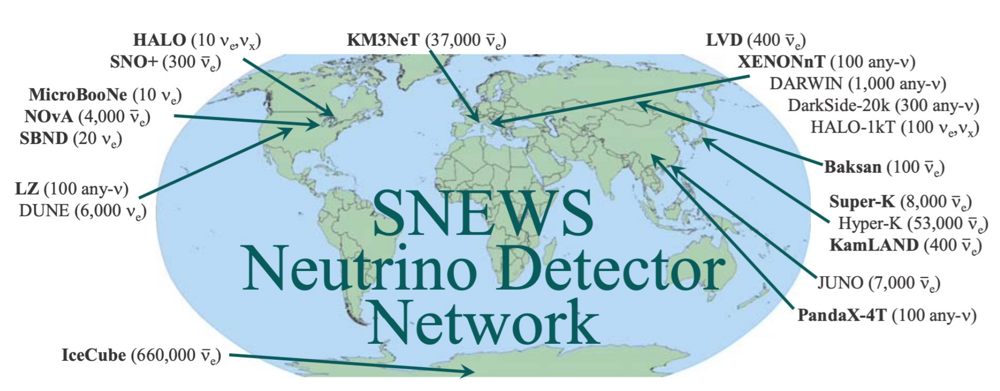 HALO (10 νe,νx)
SNO+ (300 ν̅e)
MicroBooNe (10 νe)
NOvA (4,000 ν̅e)
SBND (20 νe)
LZ (100 any-ν)
DUNE (6,000 νe)
IceCube (660,000 ν̅e)
KM3NeT (37,000 ν̅e)
SNEWS
Neutrino Detector
Network
LVD (400 ν̅e)
XENONnT (100 any-ν)
DARWIN (1,000 any-ν)
DarkSide-20k (300 any-ν)
HALO-1kT (100 νe,νx)
Baksan (100 ν̅e)
Super-K (8,000 ν̅e)
Hyper-K (53,000 ν̅e)
KamLAND (400 ν̅e)
JUNO (7,000 ν̅e)
PandaX-4T (100 any-ν)